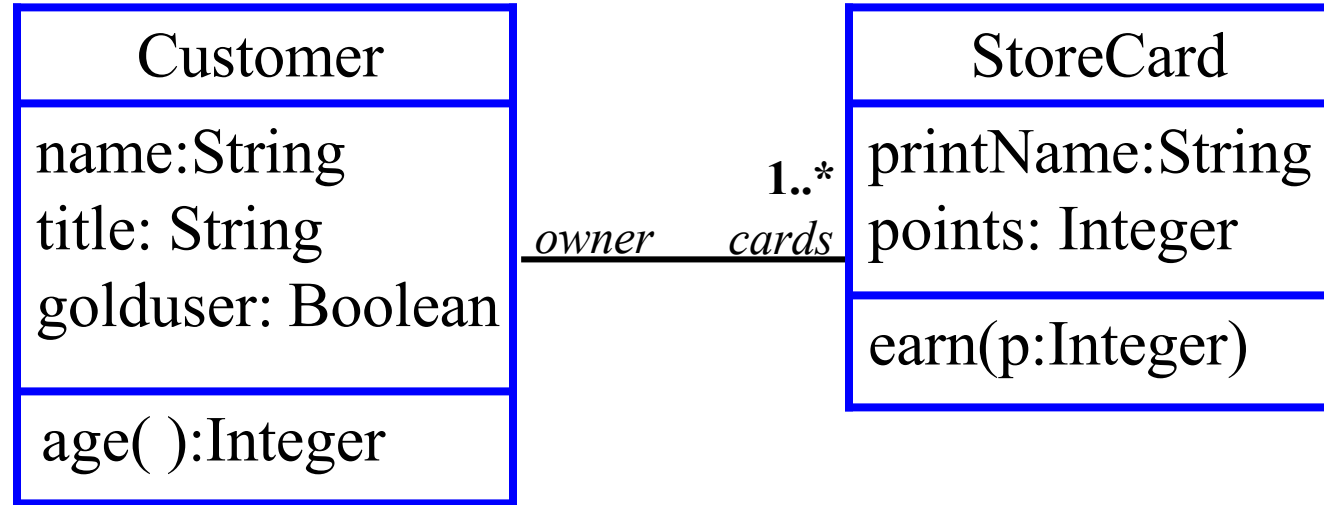 Customer
name:String
title: String
golduser: Boolean
age( ):Integer
owner
1..*
cards
StoreCard
printName:String
points: Integer
earn(p:Integer)